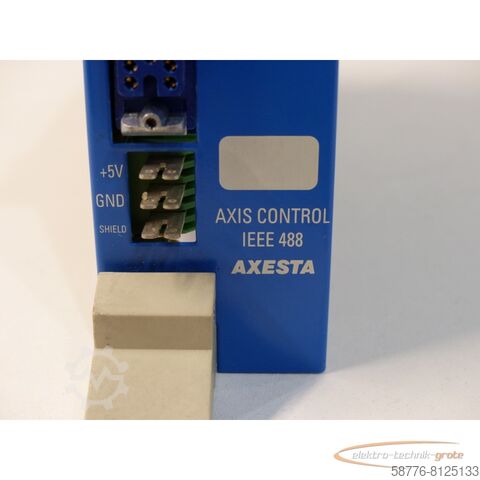 +5V
GND
SHIELD
AXIS CONTROL
IEEE 488
AXESTA
elektro-technik-grote
58776-8125133